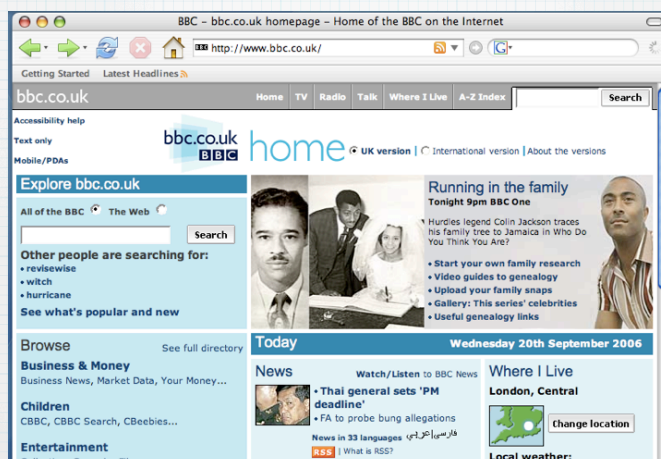 BBC - bbc.co.uk homepage - Home of the BBC on the Internet
BBC http://www.bbc.co.uk/
G
Getting Started Latest Headlines
bbc.co.uk
Home TV Radio Talk Where I Live A-Z Index Search
Accessibility help
Text only
Mobile/PDAs
bbc.co.uk
BBC
home
UK version | International version | About the versions
Explore bbc.co.uk
All of the BBC The Web
Search
Other people are searching for:
• revisewise
• witch
• hurricane
See what's popular and new
Running in the family
Tonight 9pm BBC One
Hurdles legend Colin Jackson traces
his family tree to Jamaica in Who Do
You Think You Are?
• Start your own family research
• Video guides to genealogy
• Upload your family snaps
• Gallery: This series' celebrities
• Useful genealogy links
Browse See full directory
Business & Money
Business News, Market Data, Your Money...
Children
CBBC, CBBC Search, CBeebies...
Entertainment
Today Wednesday 20th September 2006
News Watch/Listen to BBC News
• Thai general sets 'PM
deadline'
• FA to probe bung allegations
News in 33 languages فارسی|عربي
RSS | What is RSS?
Where I Live
London, Central
Change location
Local weather: